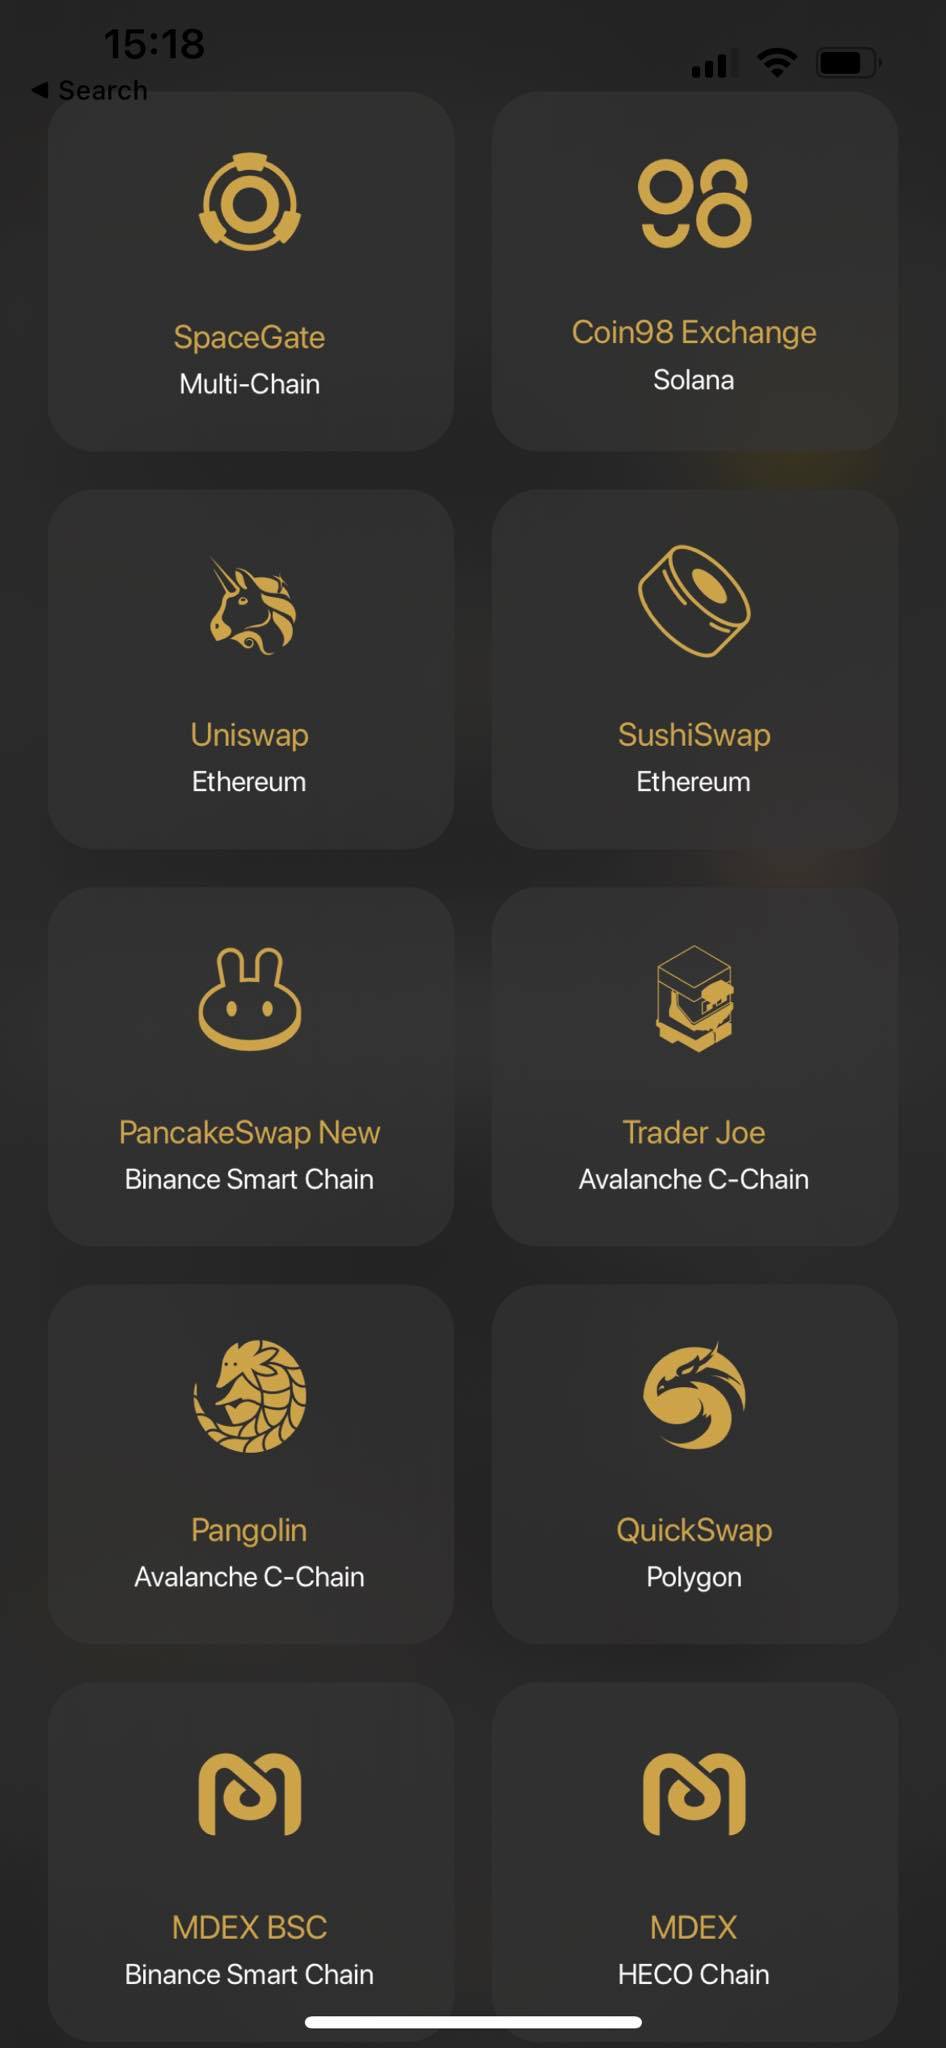 15:18
◀ Search
SpaceGate
Multi-Chain
Coin98 Exchange
Solana
Uniswap
Ethereum
SushiSwap
Ethereum
PancakeSwap New
Binance Smart Chain
Trader Joe
Avalanche C-Chain
Pangolin
Avalanche C-Chain
QuickSwap
Polygon
MDEX BSC
Binance Smart Chain
MDEX
HECO Chain